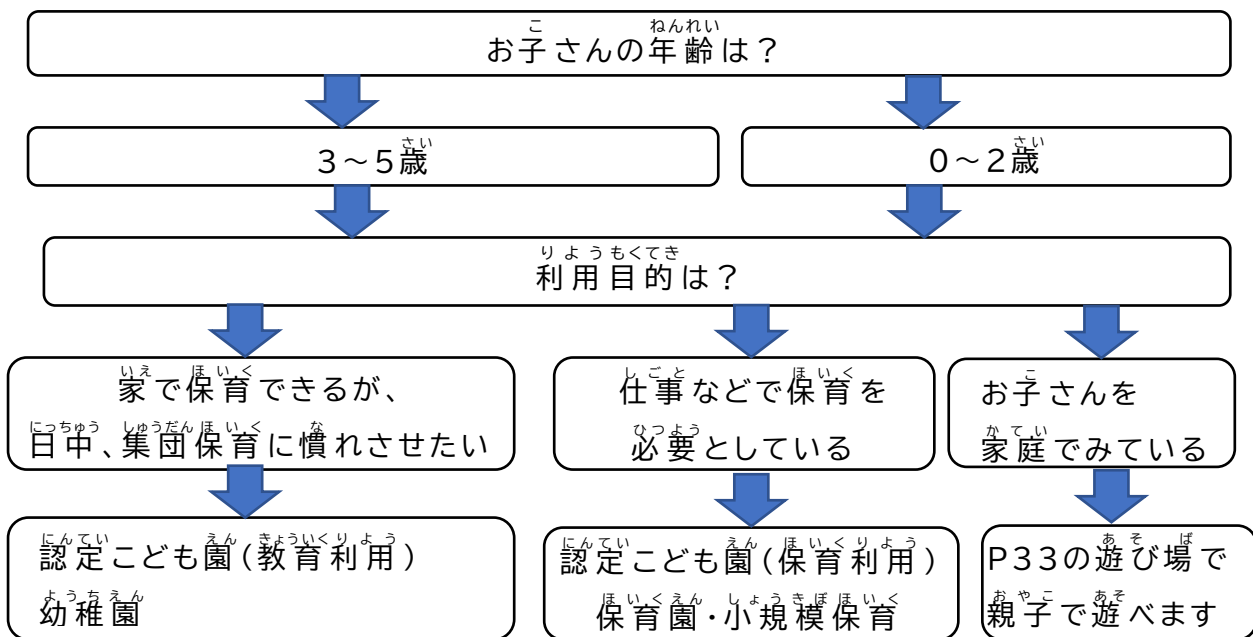 お子さんの年齢は？
３～５歳
０～２歳
利用目的は？
家で保育できるが、
日中、集団保育に慣れさせたい
仕事などで保育を
必要としている
お子さんを
家庭でみている
認定こども園（教育利用）
幼稚園
認定こども園（保育利用）
保育園・小規模保育
P３３の遊び場で
親子で遊べます